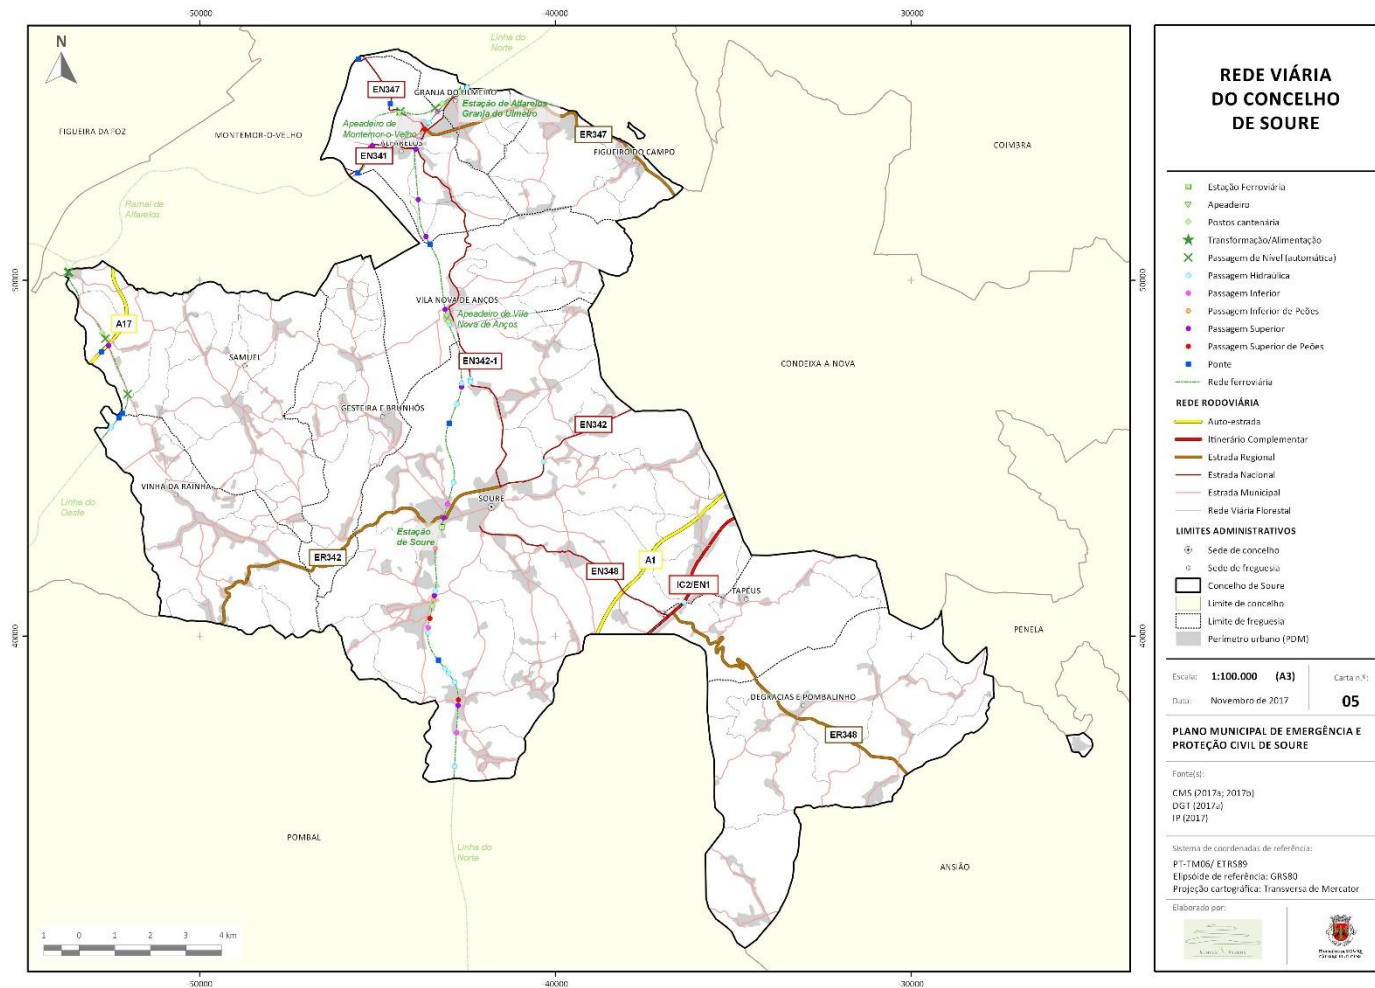 -50000
-40000
-30000
N
Linha do
Norte
EN347
GRANJA DO ULMEIRO
Estação de Alfarelos
Granja do Ulmeiro
Apeadeiro de
Montemor-o-Velho
ALFARELOS
EN341
ER347
FIGUEIRÓ DO CAMPO
FIGUEIRA DA FOZ
MONTEMOR-O-VELHO
COIMBRA
Ramal de
Alfarelos
50000
50000
A17
VILA NOVA DE ANÇOS
Apeadeiro de Vila
Nova de Anços
SAMUEL
EN342-1
CONDEIXA A NOVA
GESTEIRA E BRUNHÓS
EN342
VINHA DA RAINHA
Linha do
Oeste
SOURE
Estação
de Soure
ER342
EN348
A1
IC2/EN1
TAPÉUS
40000
40000
PENELA
DEGRACIAS E POMBALINHO
ER348
POMBAL
Linha do
Norte
ANSIÃO
1 0 1 2 3 4 km
-50000
-40000
-30000
REDE VIÁRIA
DO CONCELHO
DE SOURE
Estação Ferroviária
Apeadeiro
Postos cantenária
Transformação/Alimentação
Passagem de Nível (automática)
Passagem Hidráulica
Passagem Inferior
Passagem Inferior de Peões
Passagem Superior
Passagem Superior de Peões
Ponte
Rede ferroviária
REDE RODOVIÁRIA
Auto-estrada
Itinerário Complementar
Estrada Regional
Estrada Nacional
Estrada Municipal
Rede Viária Florestal
LIMITES ADMINISTRATIVOS
Sede de concelho
Sede de freguesia
Concelho de Soure
Limite de concelho
Limite de freguesia
Perímetro urbano (PDM)
Escala: 1:100.000 (A3)
Carta n.º:
Data: Novembro de 2017
05
PLANO MUNICIPAL DE EMERGÊNCIA E
PROTEÇÃO CIVIL DE SOURE
Fonte(s):
CMS (2017a; 2017b)
DGT (2017a)
IP (2017)
Sistema de coordenadas de referência:
PT-TM06/ ETRS89
Elipsóide de referência: GRS80
Projeção cartográfica: Transversa de Mercator
Elaborado por: